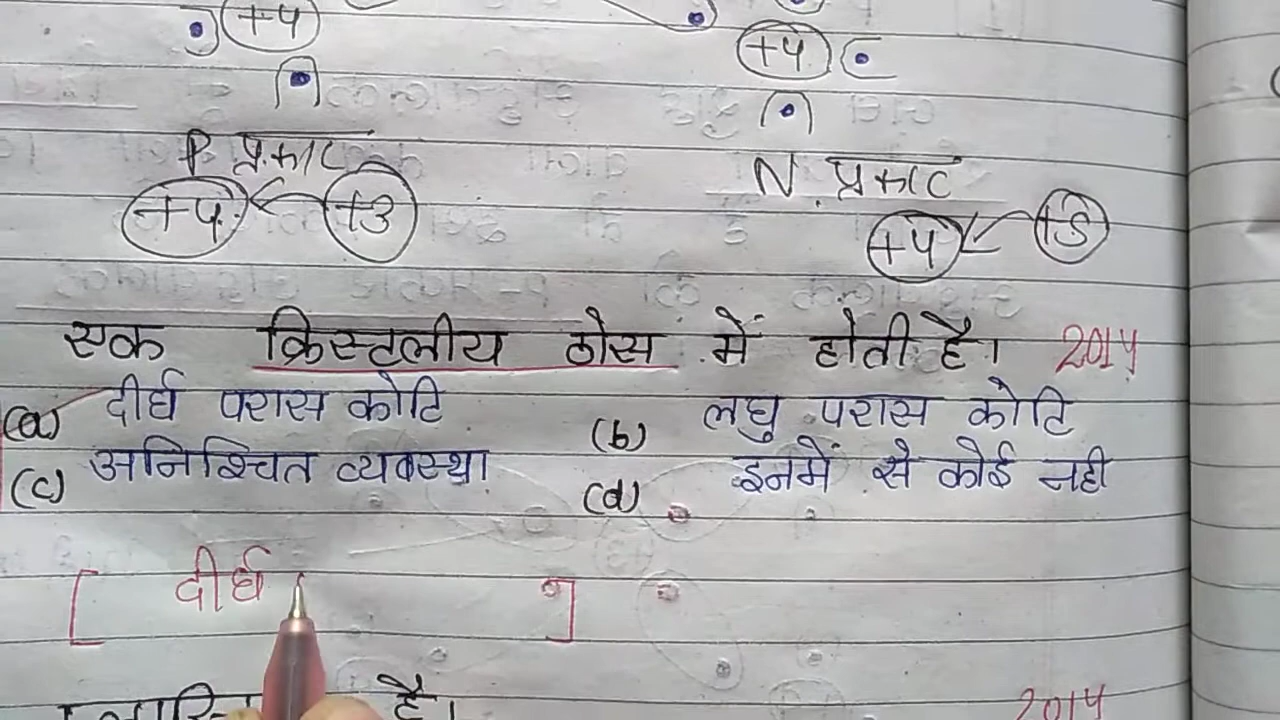 +4
+4
P प्रकार
N प्रकार
+4 +3
+4 +5
एक क्रिस्टलीय ठोस में होती है। 2014
(a) दीर्घ परास कोटि (b) लघु परास कोटि
(c) अनिश्चित व्यवस्था (d) इनमें से कोई नही
[ दीर्घ ]
है। 2014